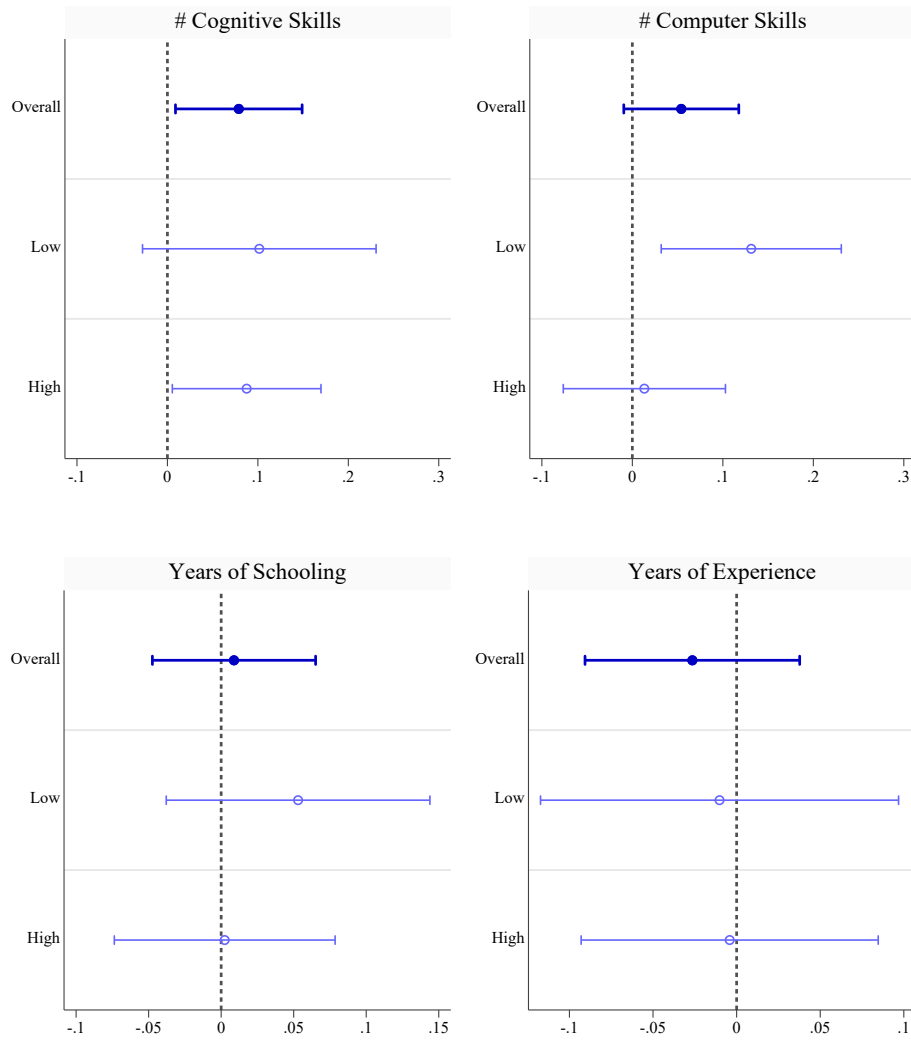 # Cognitive Skills
Overall
Low
High
-.1 0 .1 .2 .3
# Computer Skills
Overall
Low
High
-.1 0 .1 .2 .3
Years of Schooling
Overall
Low
High
-.1 -.05 0 .05 .1 .15
Years of Experience
Overall
Low
High
-.1 -.05 0 .05 .1